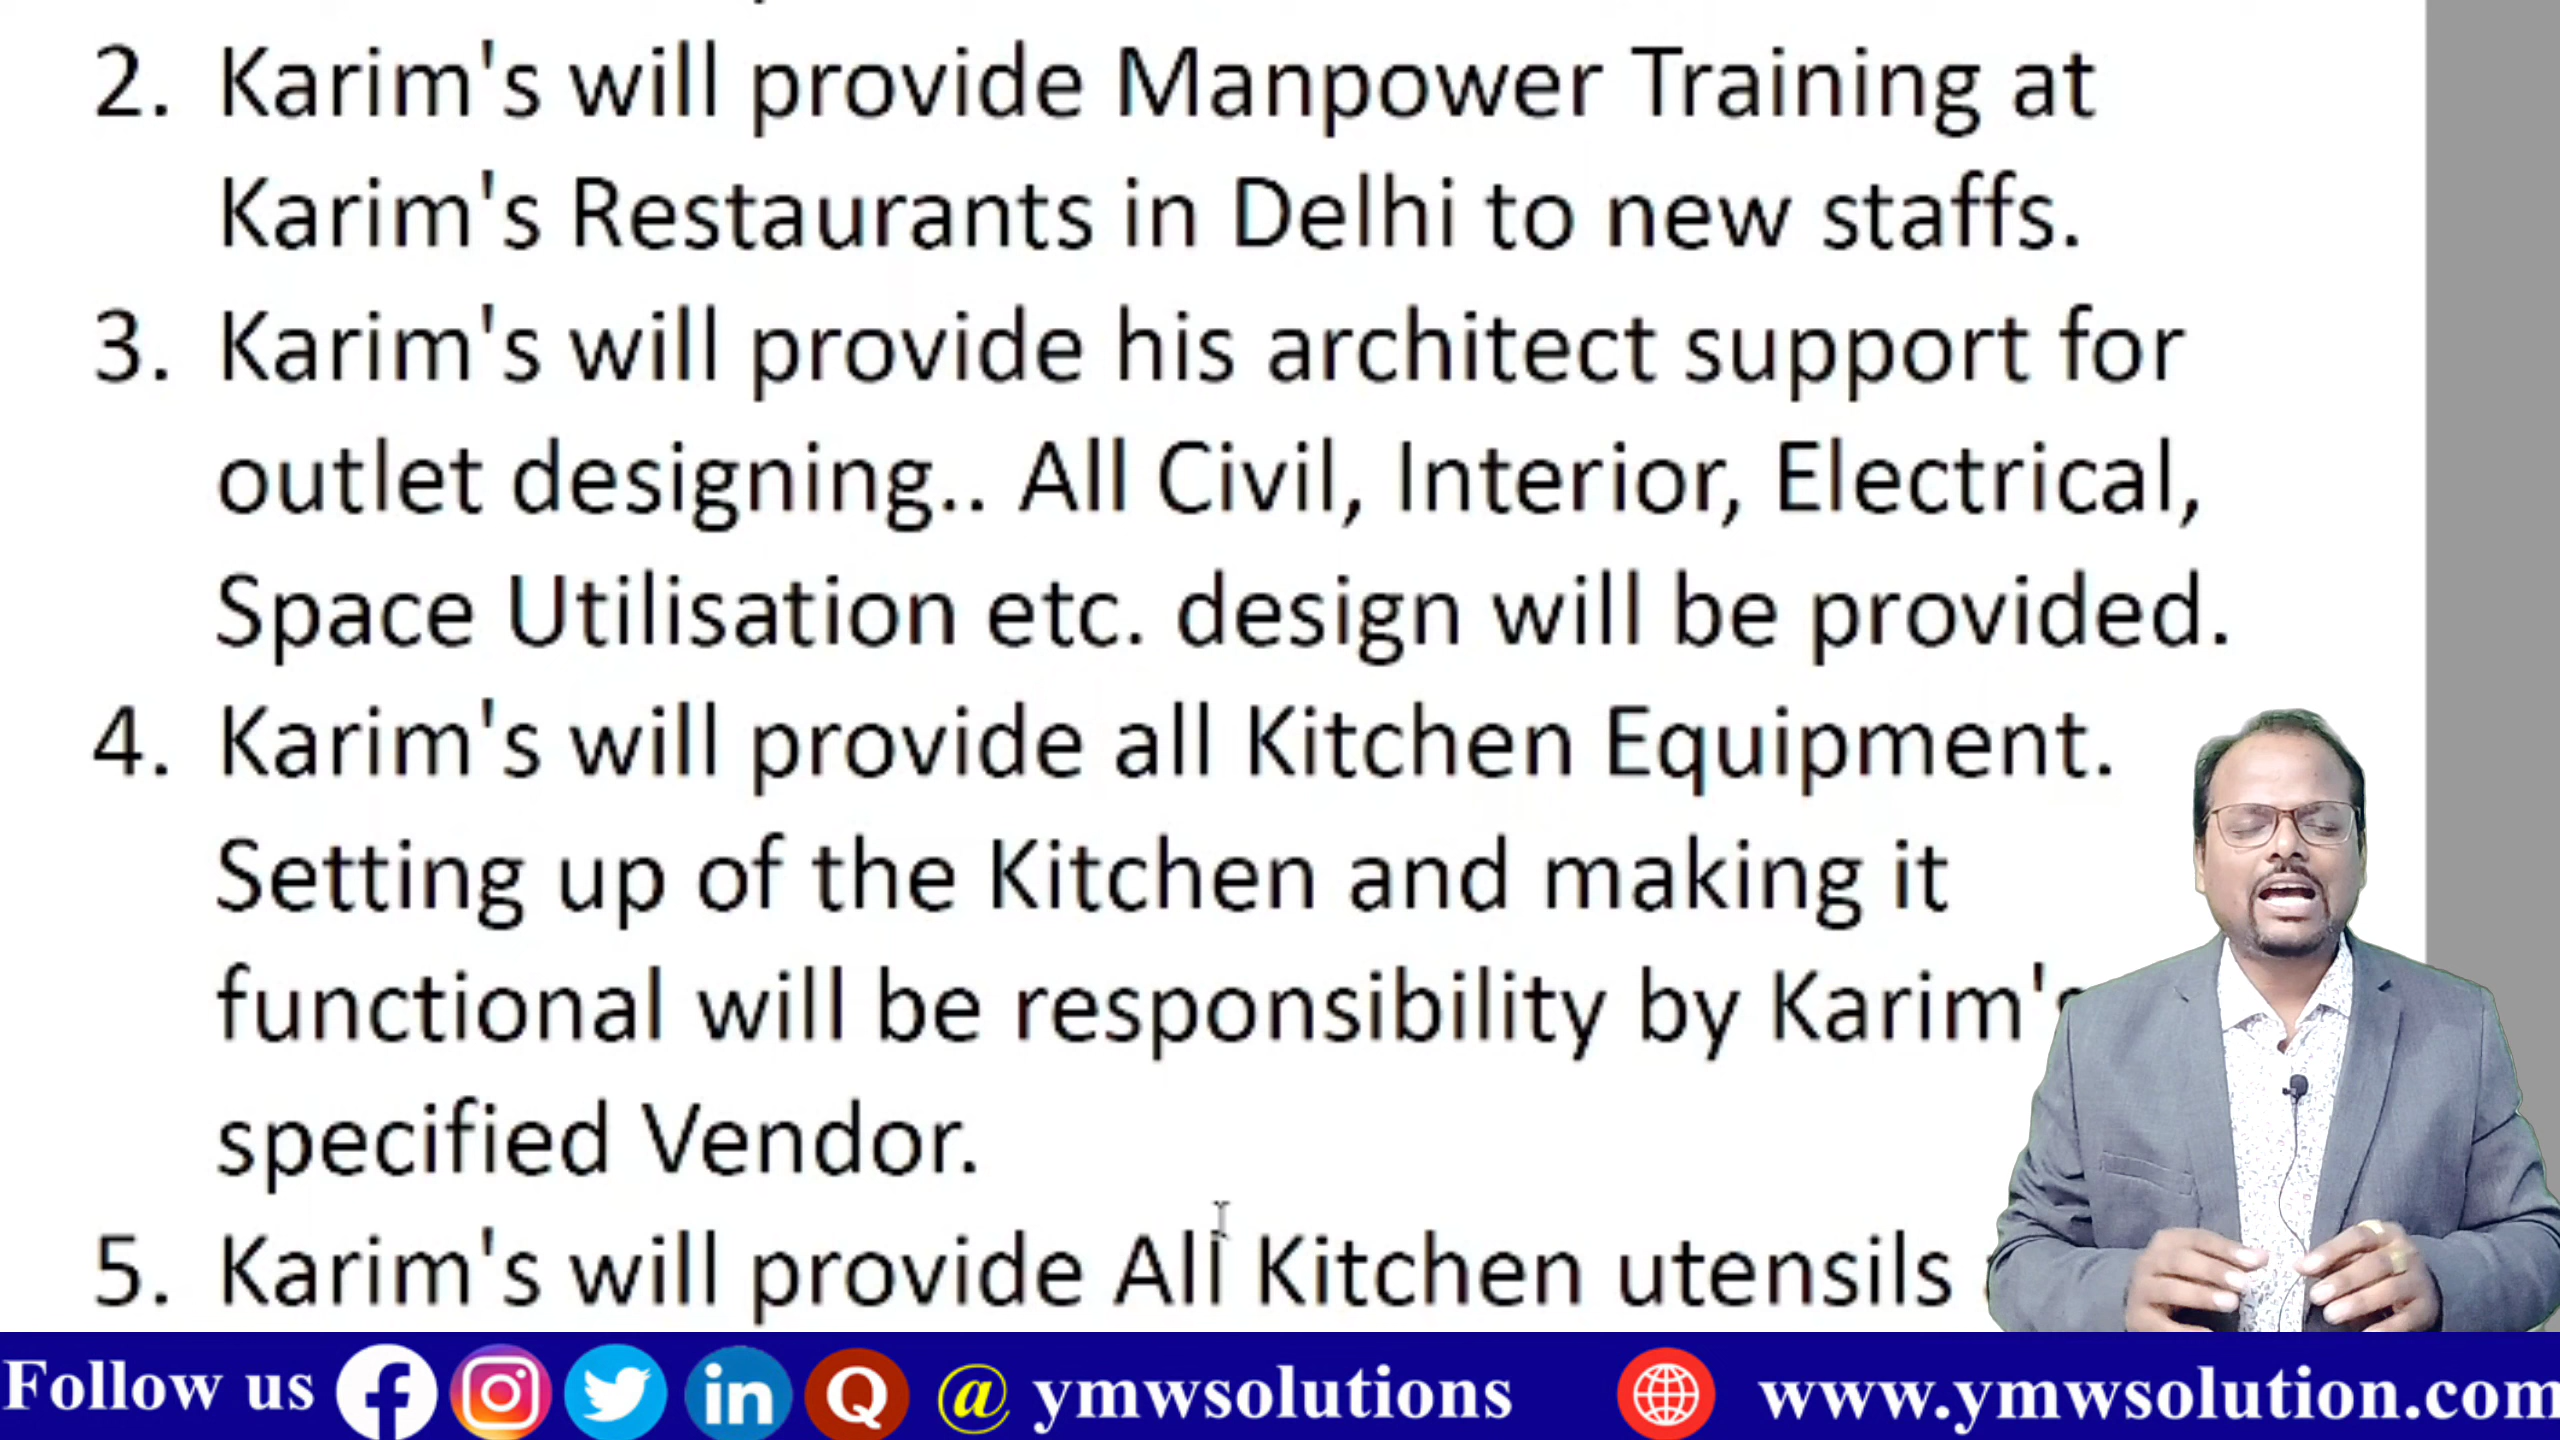 2. Karim's will provide Manpower Training at
Karim's Restaurants in Delhi to new staffs.
3. Karim's will provide his architect support for
outlet designing.. All Civil, Interior, Electrical,
Space Utilisation etc. design will be provided.
4. Karim's will provide all Kitchen Equipment.
Setting up of the Kitchen and making it
functional will be responsibility by Karim's
specified Vendor.
5. Karim's will provide All Kitchen utensils
Follow us @ ymwsolutions www.ymwsolution.com